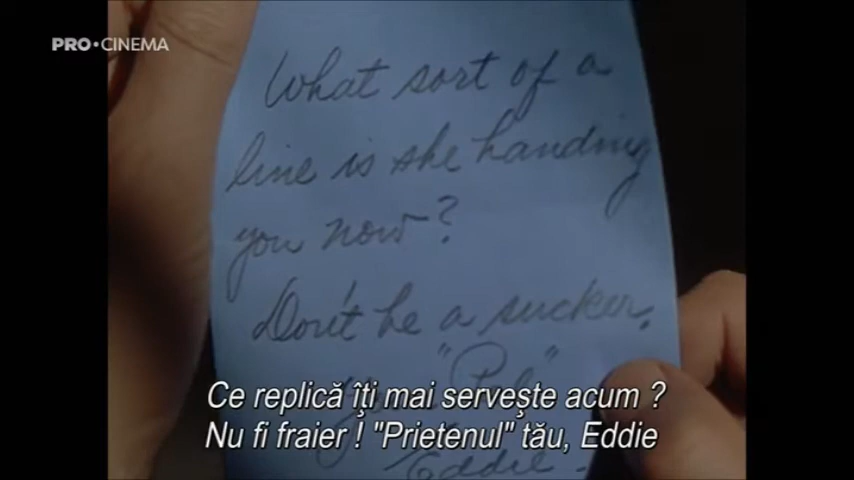 PRO•CINEMA
What sort of a
line is she handing
you now?
Don't be a sucker.
your "Pal"
Eddie.
Ce replică îţi mai serveşte acum ?
Nu fi fraier ! "Prietenul" tău, Eddie